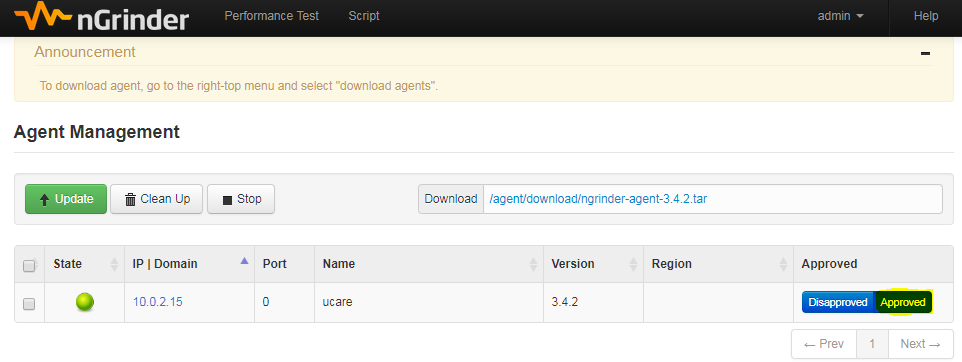 nGrinder Performance Test Script admin Help
Announcement
To download agent, go to the right-top menu and select "download agents".
Agent Management
Update Clean Up Stop Download /agent/download/ngrinder-agent-3.4.2.tar
State IP | Domain Port Name Version Region Approved
10.0.2.15 0 ucare 3.4.2 Disapproved Approved
← Prev 1 Next →